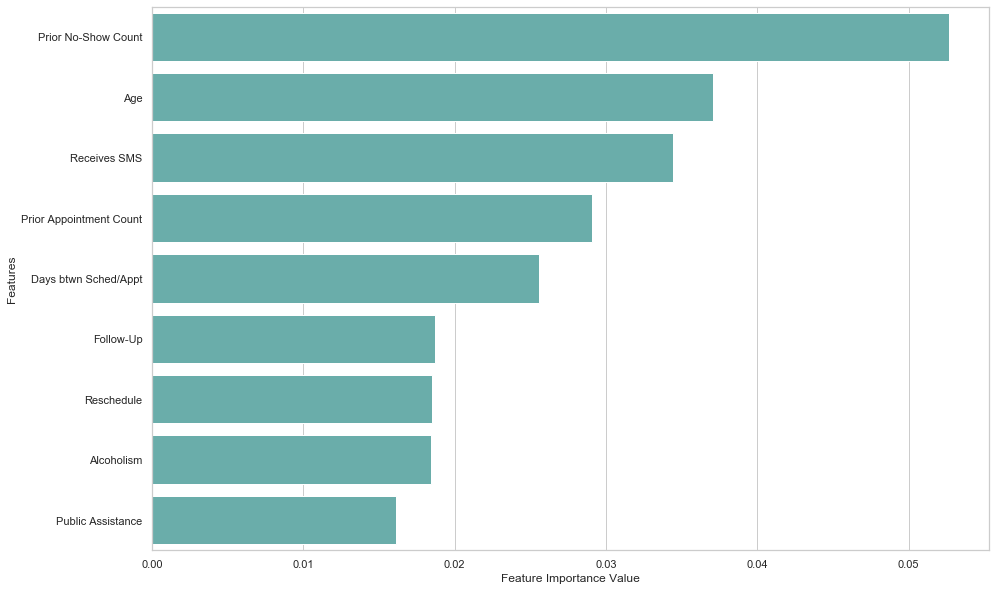 Prior No-Show Count
Age
Receives SMS
Prior Appointment Count
Days btwn Sched/Appt
Follow-Up
Reschedule
Alcoholism
Public Assistance
Features
0.00 0.01 0.02 0.03 0.04 0.05
Feature Importance Value